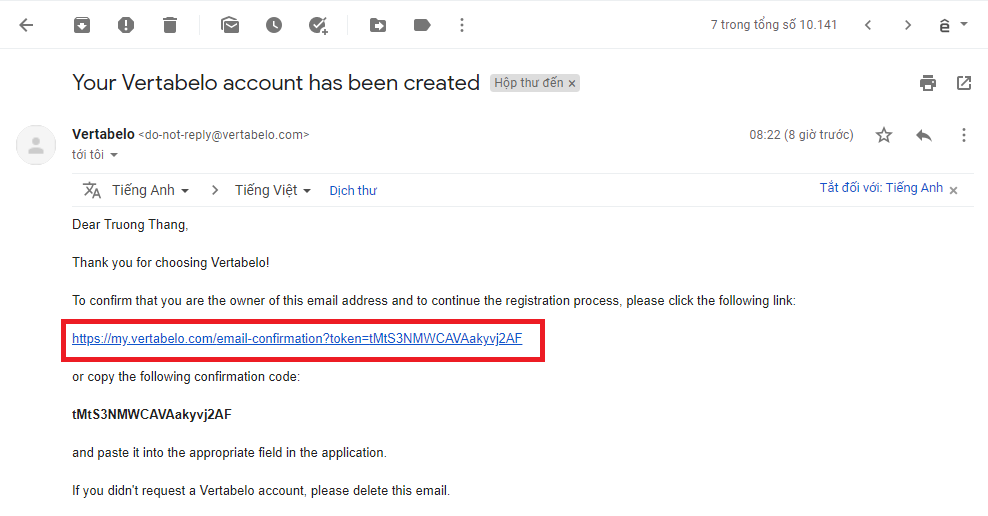 7 trong tổng số 10.141
ê
Your Vertabelo account has been created Hộp thư đến ×
Vertabelo <do-not-reply@vertabelo.com> 08:22 (8 giờ trước)
tới tôi
Tiếng Anh > Tiếng Việt Dịch thư Tắt đối với: Tiếng Anh ×
Dear Truong Thang,
Thank you for choosing Vertabelo!
To confirm that you are the owner of this email address and to continue the registration process, please click the following link:
https://my.vertabelo.com/email-confirmation?token=tMtS3NMWCAVAakyvj2AF
or copy the following confirmation code:
tMtS3NMWCAVAakyvj2AF
and paste it into the appropriate field in the application.
If you didn't request a Vertabelo account, please delete this email.